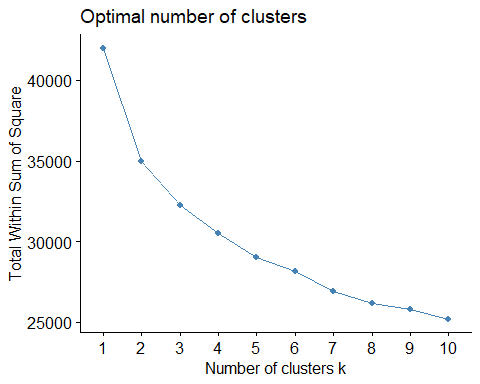 Optimal number of clusters
Total Within Sum of Square
40000
35000
30000
25000
1 2 3 4 5 6 7 8 9 10
Number of clusters k